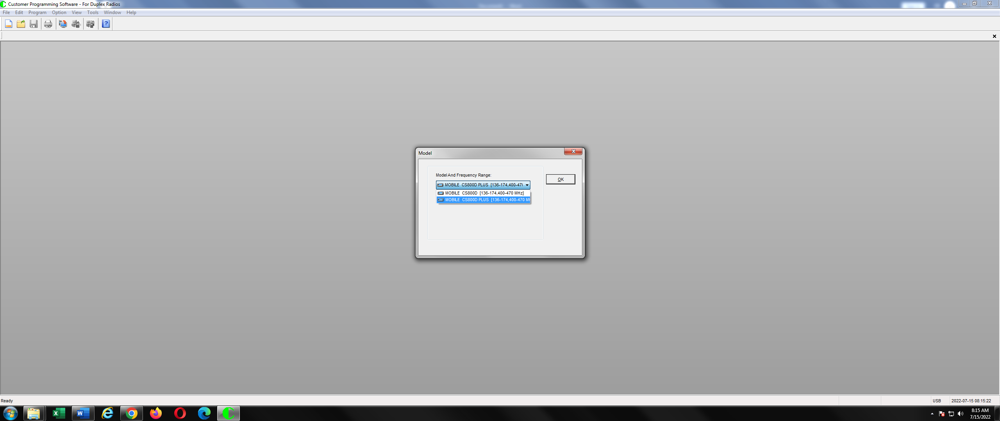 Customer Programming Software - For Duplex Radios
File Edit Program Option View Tools Window Help
Model
Model And Frequency Range:
MOBILE CS800D PLUS [136-174,400-470
OK
MOBILE CS800D [136-174,400-470 MHz]
MOBILE CS800D PLUS [136-174,400-470 MH
Ready
USB 2022-07-15 08:15:22
8:15 AM
7/15/2022